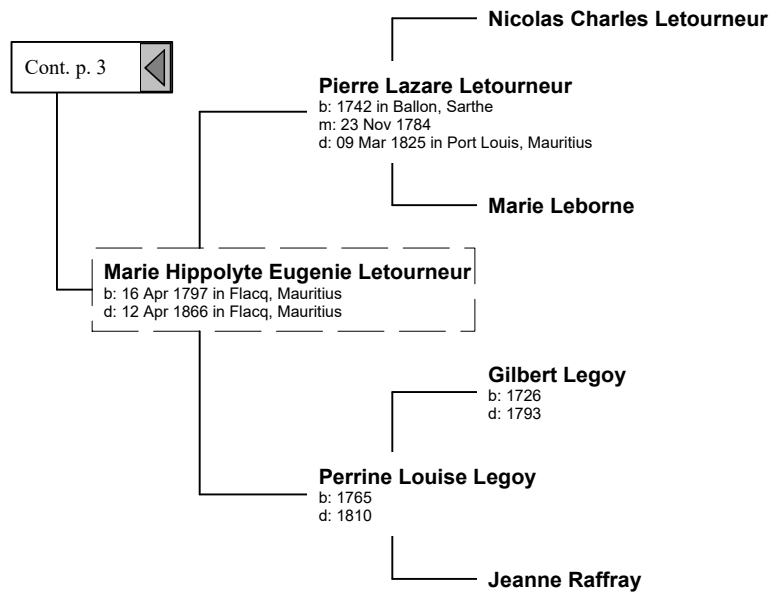 Nicolas Charles Letourneur
Cont. p. 3
Pierre Lazare Letourneur
b: 1742 in Ballon, Sarthe
m: 23 Nov 1784
d: 09 Mar 1825 in Port Louis, Mauritius
Marie Leborne
Marie Hippolyte Eugenie Letourneur
b: 16 Apr 1797 in Flacq, Mauritius
d: 12 Apr 1866 in Flacq, Mauritius
Gilbert Legoy
b: 1726
d: 1793
Perrine Louise Legoy
b: 1765
d: 1810
Jeanne Raffray